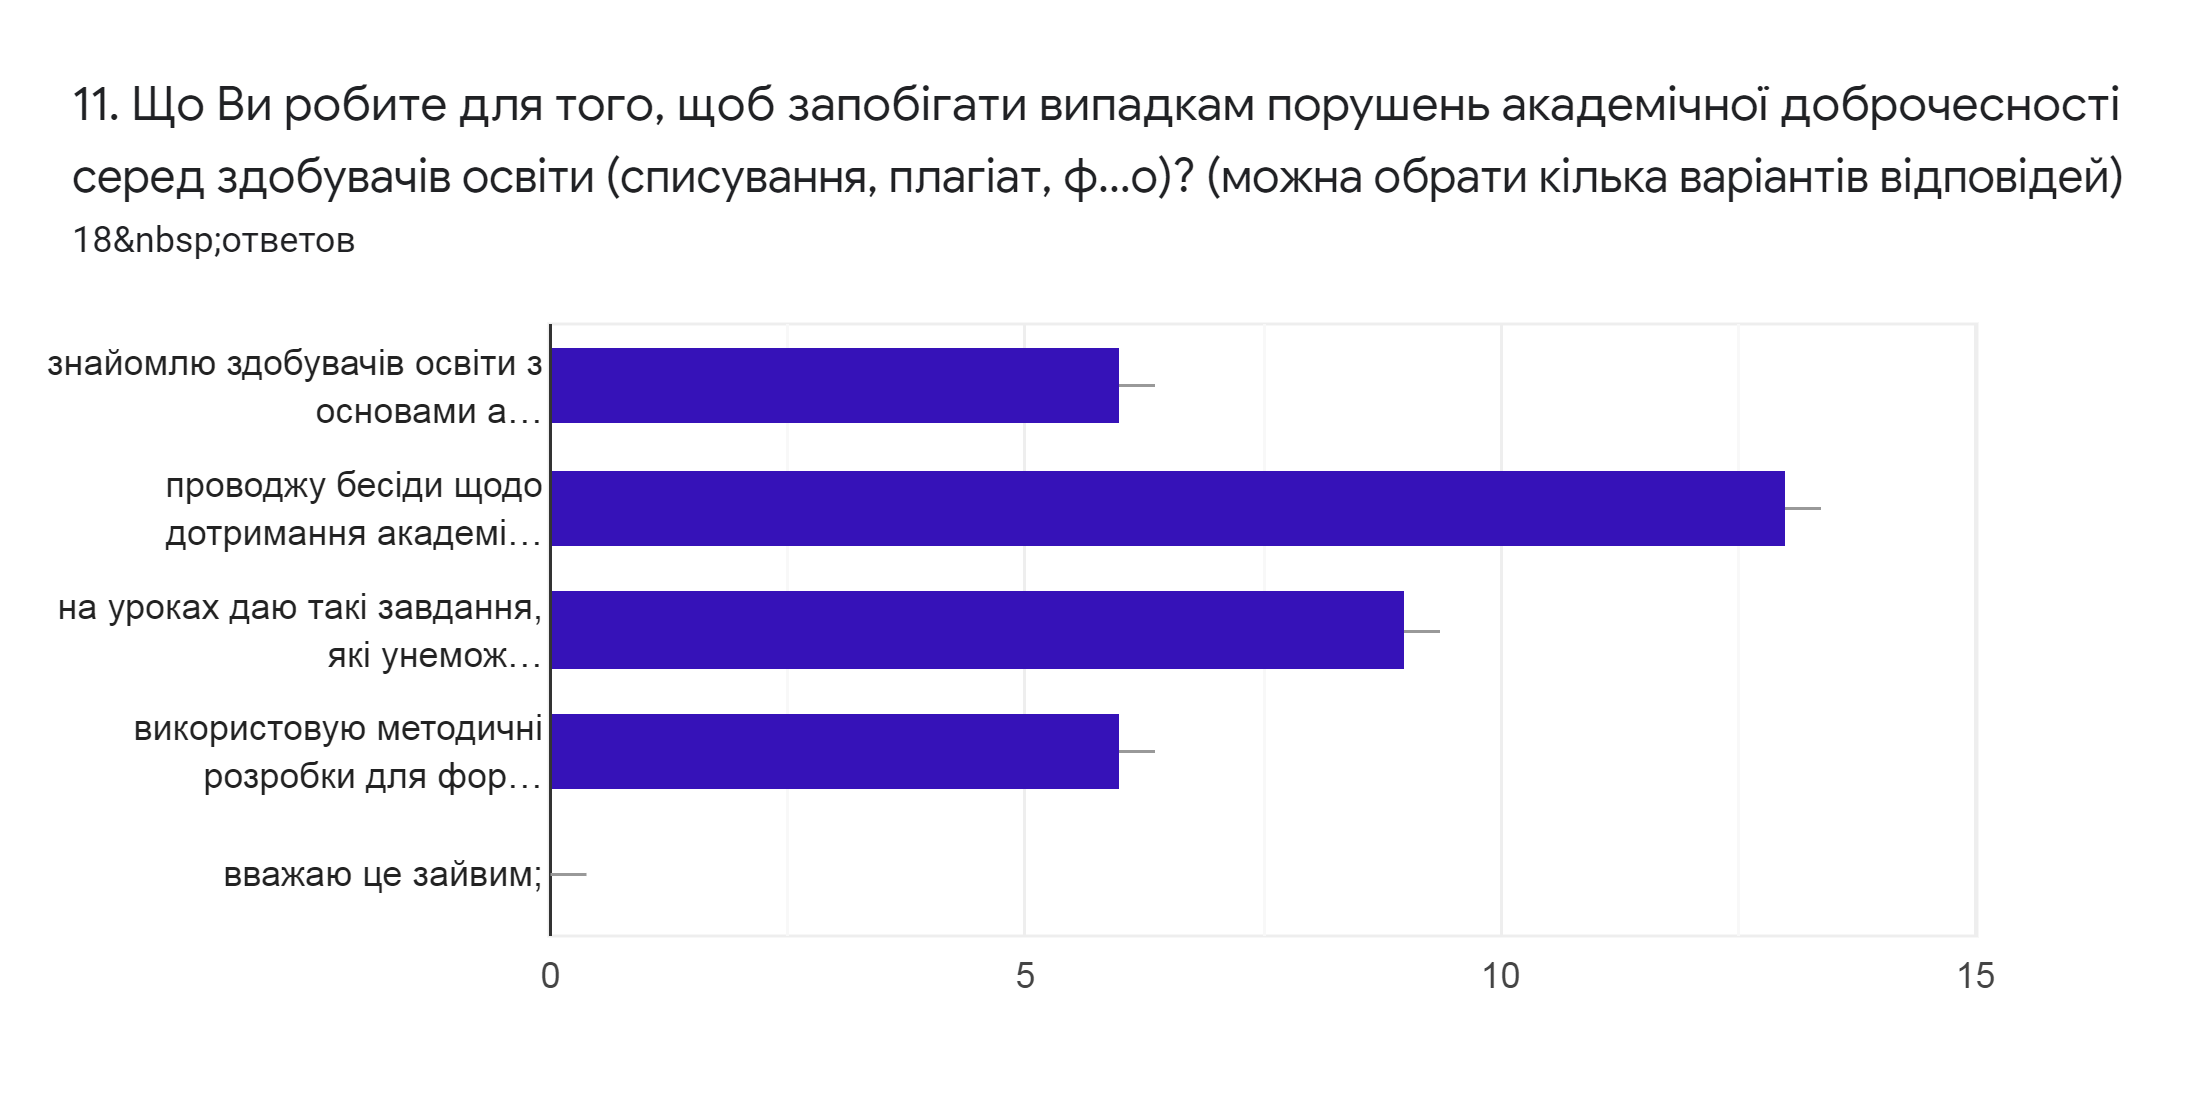 11. Що Ви робите для того, щоб запобігати випадкам порушень академічної доброчесності
серед здобувачів освіти (списування, плагіат, ф...о)? (можна обрати кілька варіантів відповідей)
18&nbsp;ответов
знайомлю здобувачів освіти з
основами а…
проводжу бесіди щодо
дотримання академі…
на уроках даю такі завдання,
які унемож…
використовую методичні
розробки для фор…
вважаю це зайвим;
0 5 10 15